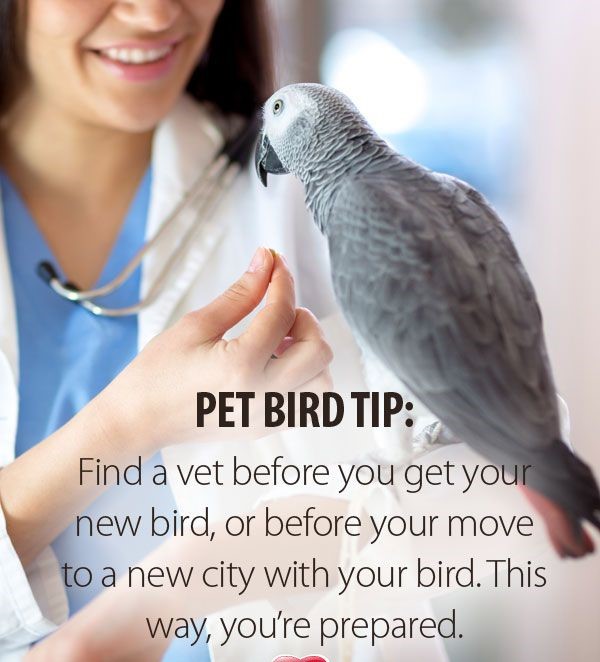 PET BIRD TIP:
Find a vet before you get your
new bird, or before your move
to a new city with your bird. This
way, you’re prepared.